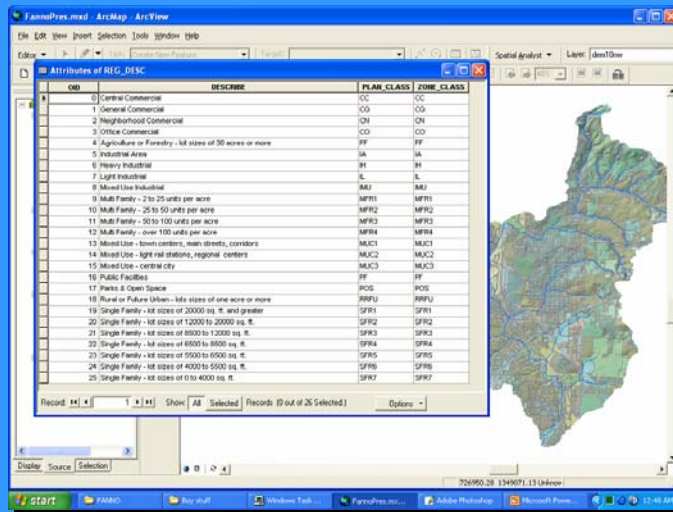 FannoPres.mxd - ArcMap - ArcView
File Edit View Insert Selection Tools Window Help
Editor Task: Create New Feature Target: Spatial Analyst Layer: dem10nw
Attributes of REG_DESC
OID DESCRIBE PLAN_CLASS ZONE_CLASS
0 Central Commercial CC CC
1 General Commercial CG CG
2 Neighborhood Commercial CN CN
3 Office Commercial CO CO
4 Agriculture or Forestry - lot sizes of 30 acres or more FF FF
5 Industrial Area IA IA
6 Heavy Industrial IH IH
7 Light Industrial IL IL
8 Mixed Use Industrial IMU IMU
9 Multi Family - 2 to 25 units per acre MFR1 MFR1
10 Multi Family - 25 to 50 units per acre MFR2 MFR2
11 Multi Family - 50 to 100 units per acre MFR3 MFR3
12 Multi Family - over 100 units per acre MFR4 MFR4
13 Mixed Use - town centers, main streets, corridors MUC1 MUC1
14 Mixed Use - light rail stations, regional centers MUC2 MUC2
15 Mixed Use - central city MUC3 MUC3
16 Public Facilities PF PF
17 Parks & Open Space POS POS
18 Rural or Future Urban - lots sizes of one acre or more RRFU RRFU
19 Single Family - lot sizes of 20000 sq. ft. and greater SFR1 SFR1
20 Single Family - lot sizes of 12000 to 20000 sq. ft. SFR2 SFR2
21 Single Family - lot sizes of 8500 to 12000 sq. ft. SFR3 SFR3
22 Single Family - lot sizes of 6500 to 8500 sq. ft. SFR4 SFR4
23 Single Family - lot sizes of 5500 to 6500 sq. ft. SFR5 SFR5
24 Single Family - lot sizes of 4000 to 5500 sq. ft. SFR6 SFR6
25 Single Family - lot sizes of 0 to 4000 sq. ft. SFR7 SFR7
Record: 1 Show: All Selected Records (0 out of 26 Selected.) Options
Display Source Selection
726950.28 1349071.13 Unknow
start FANNO Boy stuff Windows Task ... FannoPres.mx... Adobe Photoshop Microsoft Powe... 12:48 AM